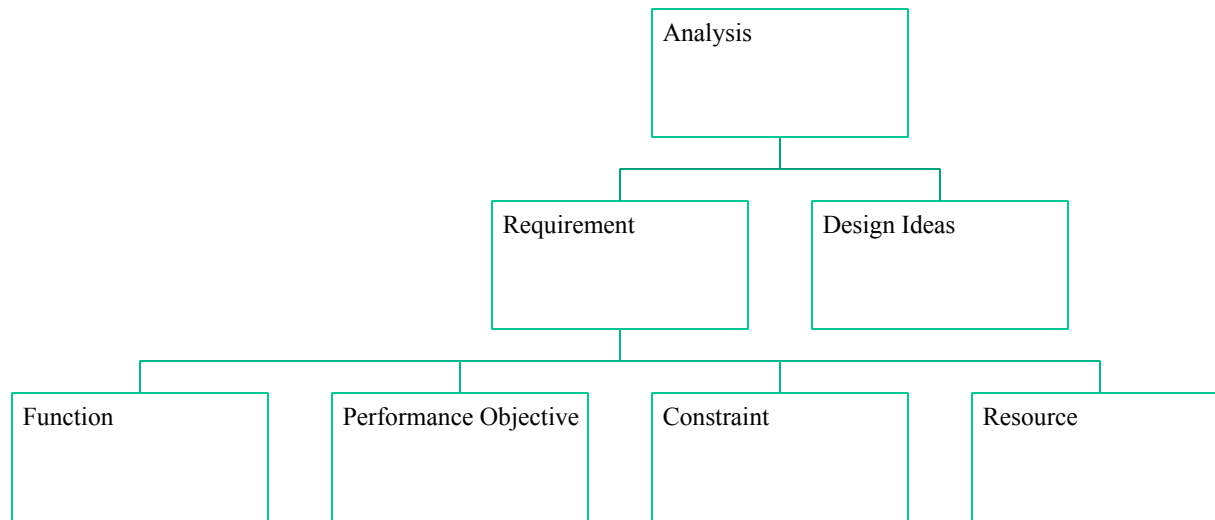 Analysis
Requirement
Design Ideas
Function
Performance Objective
Constraint
Resource